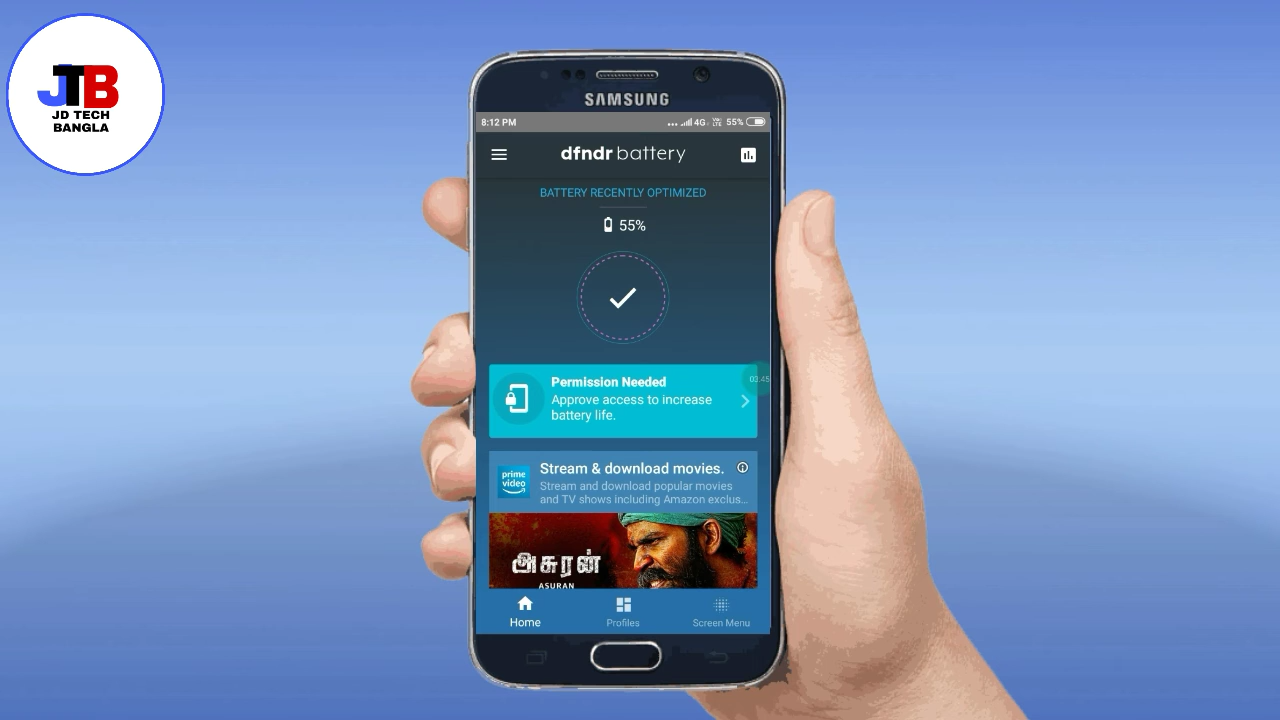 JTB
JD TECH
BANGLA
SAMSUNG
8:12 PM
4G
VoLTE
55%
dfndr battery
BATTERY RECENTLY OPTIMIZED
55%
Permission Needed
03:45
Approve access to increase
battery life.
prime
video
Stream & download movies.
Stream and download popular movies
and TV shows including Amazon exclus...
அசுரன்
ASURAN
Home
Profiles
Screen Menu